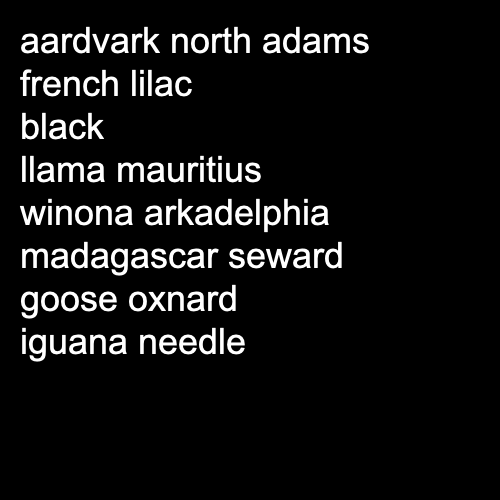 aardvark north adams
french lilac
black
llama mauritius
winona arkadelphia
madagascar seward
goose oxnard
iguana needle